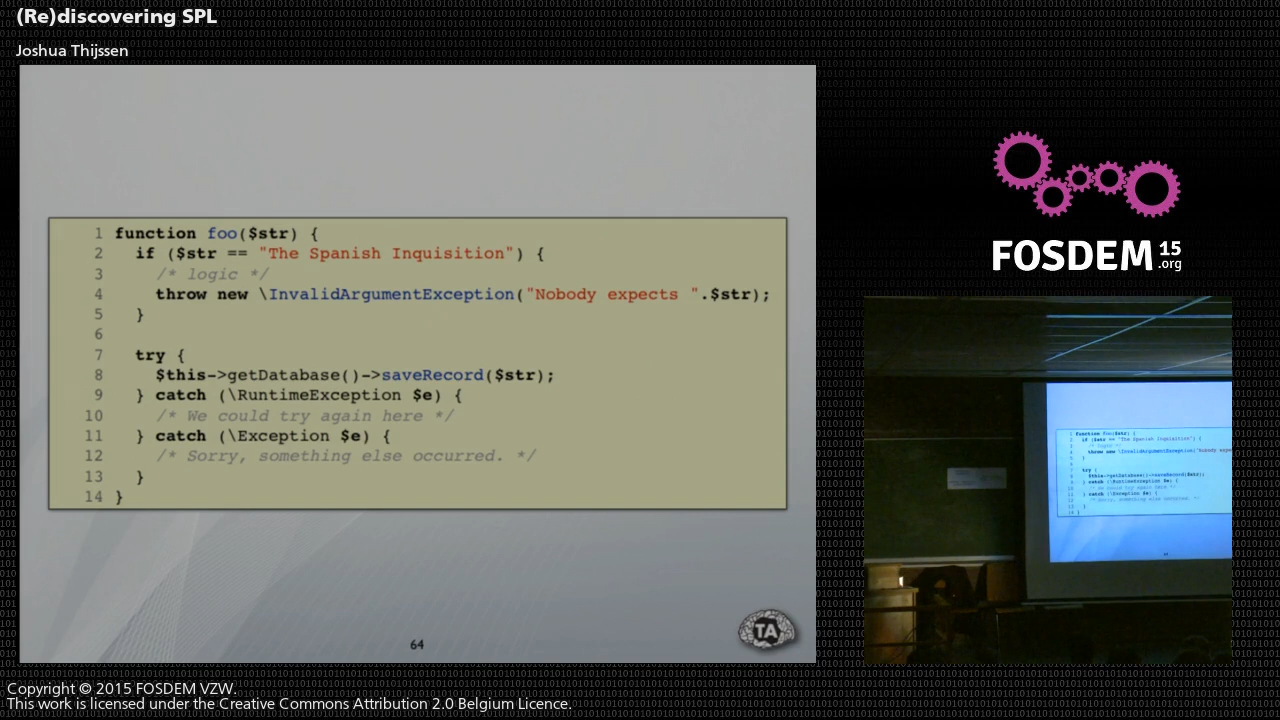 (Re)discovering SPL
Joshua Thijssen
1 function foo($str) {
2 if ($str == "The Spanish Inquisition") {
3 /* logic */
4 throw new \InvalidArgumentException("Nobody expects ".$str);
5 }
6
7 try {
8 $this->getDatabase()->saveRecord($str);
9 } catch (\RuntimeException $e) {
10 /* We could try again here */
11 } catch (\Exception $e) {
12 /* Sorry, something else occurred. */
13 }
14 }
64
TA
FOSDEM 15
.org
Copyright © 2015 FOSDEM VZW.
This work is licensed under the Creative Commons Attribution 2.0 Belgium Licence.